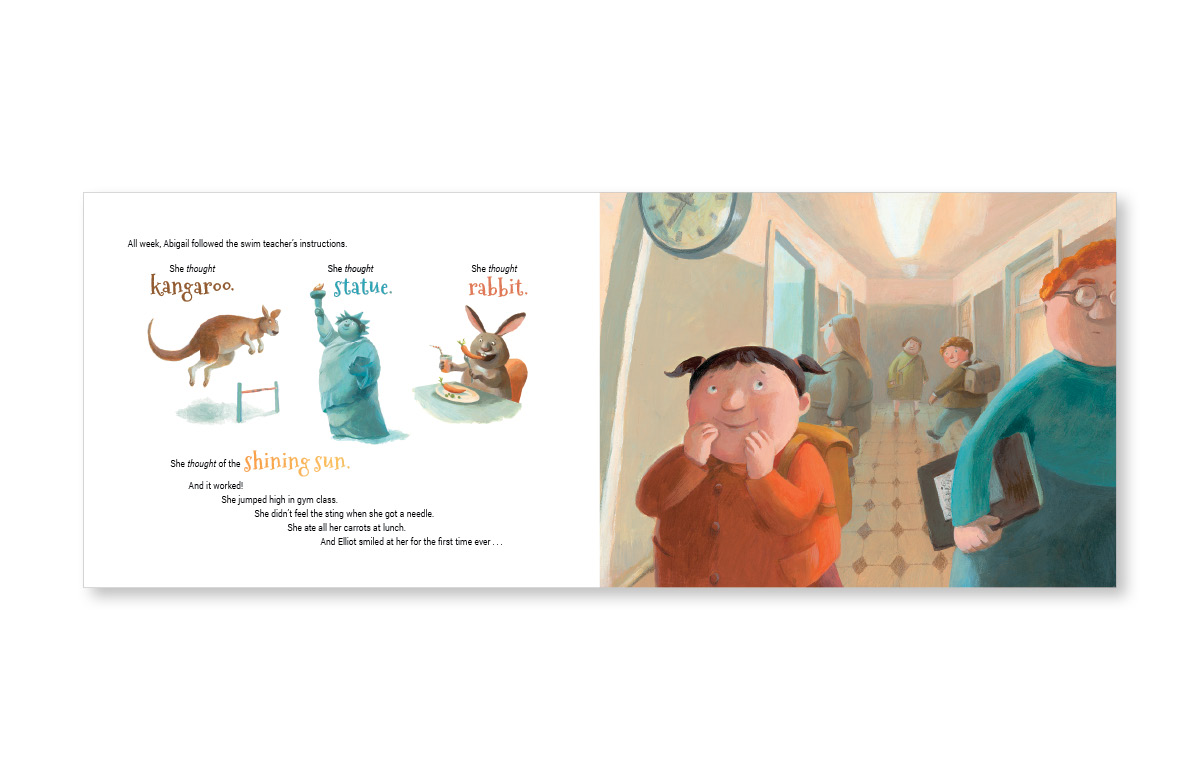 All week, Abigail followed the swim teacher's instructions.
She thought
kangaroo.
She thought
statue.
She thought
rabbit.
She thought of the shining sun.
And it worked!
She jumped high in gym class.
She didn't feel the sting when she got a needle.
She ate all her carrots at lunch.
And Elliot smiled at her for the first time ever . . .